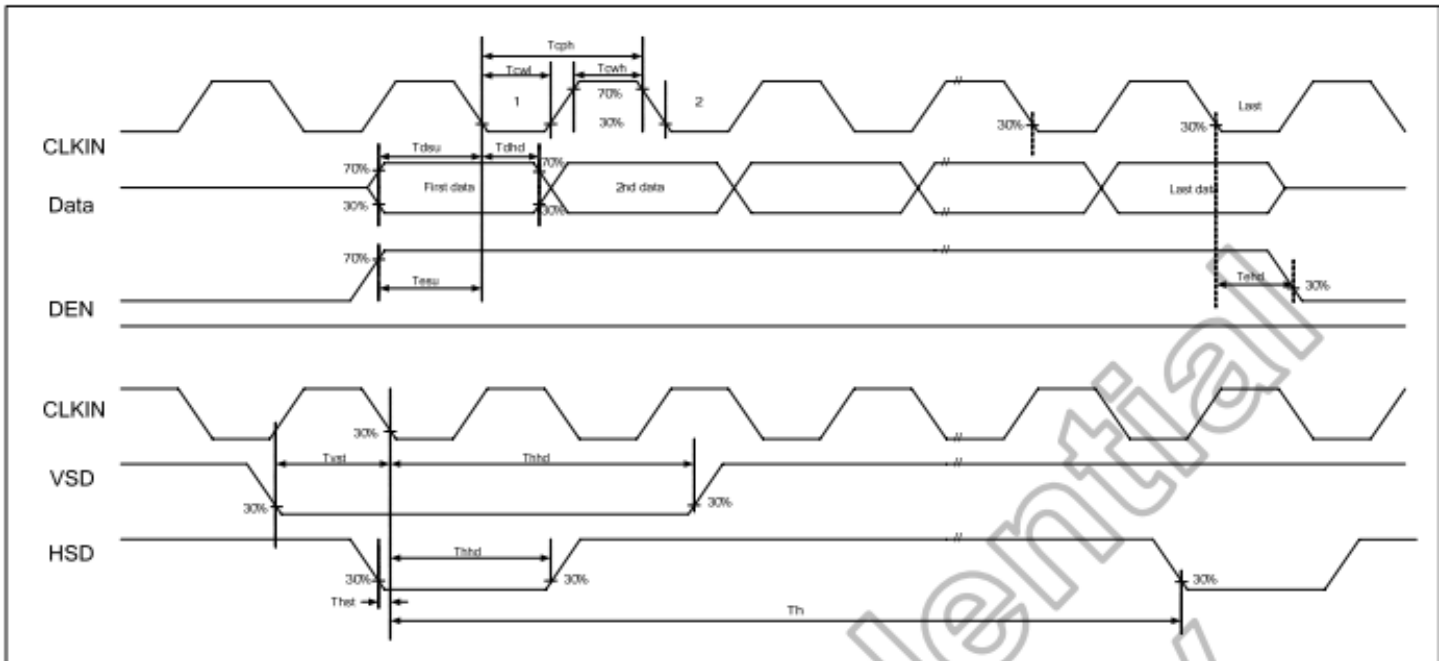 Tcph
Tcwl
Tcwh
1
70%
2
Last
30%
30%
30%
CLKIN
Tdsu
Tdhd
70%
70%
First data
2nd data
Last dat
Data
30%
30%
70%
Tesu
Tehd
30%
DEN
CLKIN
30%
Tvst
Thhd
VSD
30%
30%
HSD
Thhd
30%
30%
30%
Thst
Th
lential